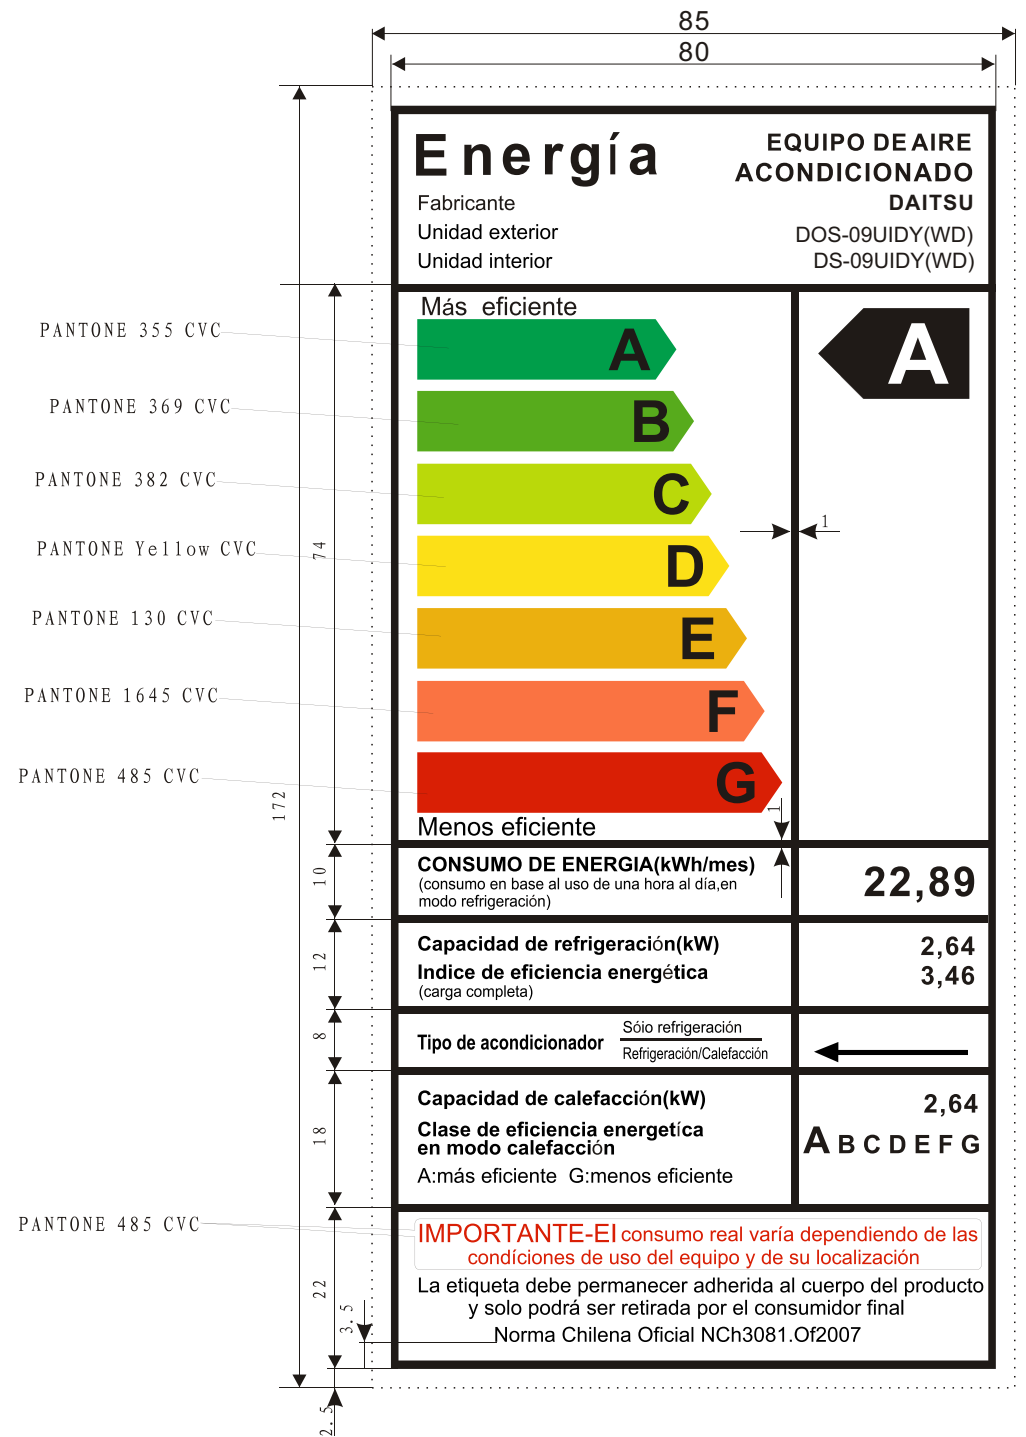 85
80
Energía
EQUIPO DE AIRE
ACONDICIONADO
Fabricante DAITSU
Unidad exterior DOS-09UIDY(WD)
Unidad interior DS-09UIDY(WD)
Más eficiente
PANTONE 355 CVC
A
A
PANTONE 369 CVC
B
PANTONE 382 CVC
C
1
PANTONE Yellow CVC
74
D
PANTONE 130 CVC
E
PANTONE 1645 CVC
F
PANTONE 485 CVC
G
172
1
Menos eficiente
10
CONSUMO DE ENERGIA(kWh/mes)
(consumo en base al uso de una hora al día,en
modo refrigeración)
22,89
12
Capacidad de refrigeración(kW) 2,64
Indice de eficiencia energética 3,46
(carga completa)
8
Tipo de acondicionador
Sóio refrigeración
Refrigeración/Calefacción
18
Capacidad de calefacción(kW) 2,64
Clase de eficiencia energetíca
en modo calefacción
A B C D E F G
A:más eficiente G:menos eficiente
PANTONE 485 CVC
IMPORTANTE-EI consumo real varía dependiendo de las
condíciones de uso del equipo y de su localización
22
La etiqueta debe permanecer adherida al cuerpo del producto
y solo podrá ser retirada por el consumidor final
3.5
Norma Chilena Oficial NCh3081.Of2007
2.5